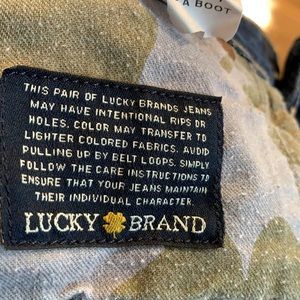 A BOOT
THIS PAIR OF LUCKY BRANDS JEANS
MAY HAVE INTENTIONAL RIPS OR
HOLES. COLOR MAY TRANSFER TO
LIGHTER COLORED FABRICS. AVOID
PULLING UP BY BELT LOOPS. SIMPLY
FOLLOW THE CARE INSTRUCTIONS TO
ENSURE THAT YOUR JEANS MAINTAIN
THEIR INDIVIDUAL CHARACTER.
LUCKY BRAND